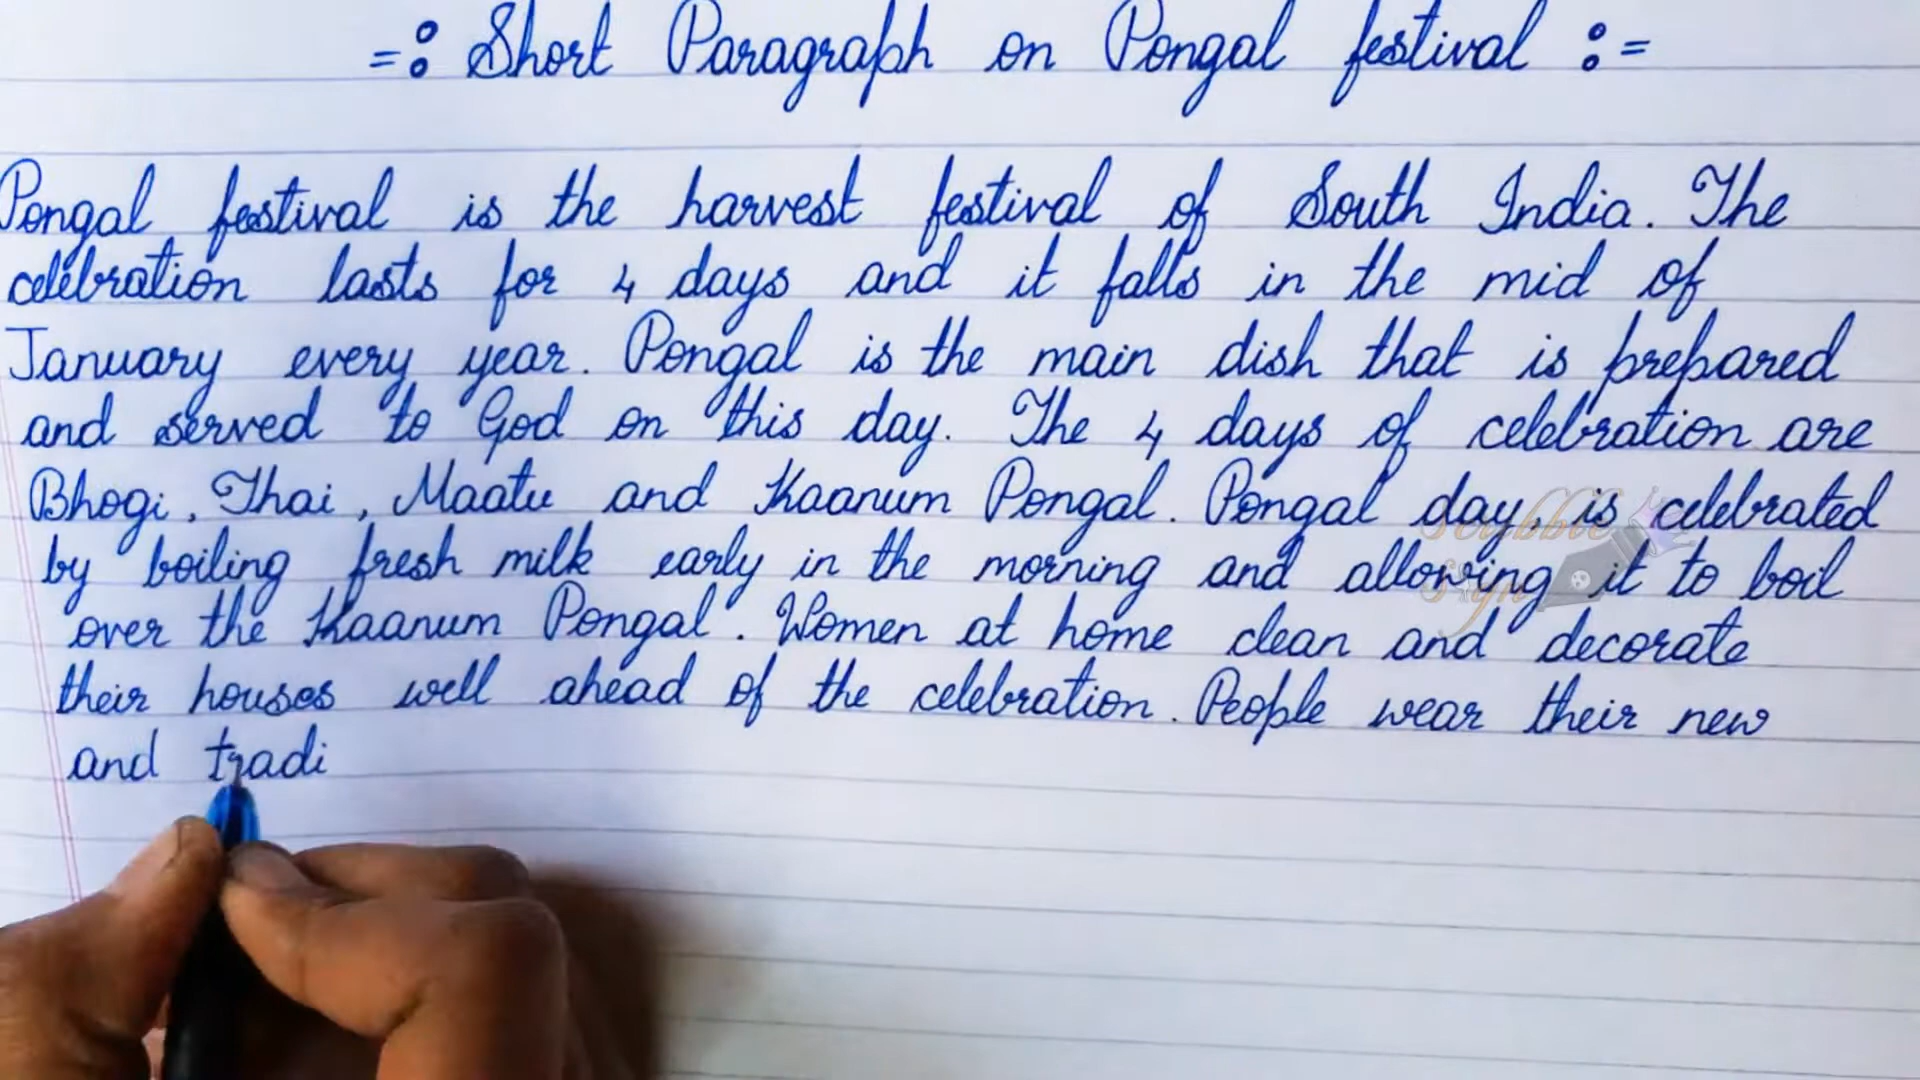 =: Short Paragraph on Pongal festival :=
Pongal festival is the harvest festival of South India. The
celebration lasts for 4 days and it falls in the mid of
January every year. Pongal is the main dish that is prepared
and served to God on this day. The 4 days of celebration are
Bhogi, Thai, Maatu and Kaanum Pongal. Pongal day, is celebrated
by boiling fresh milk early in the morning and allowing it to boil
over the Kaanum Pongal. Women at home clean and decorate
their houses well ahead of the celebration. People wear their new
and tradi